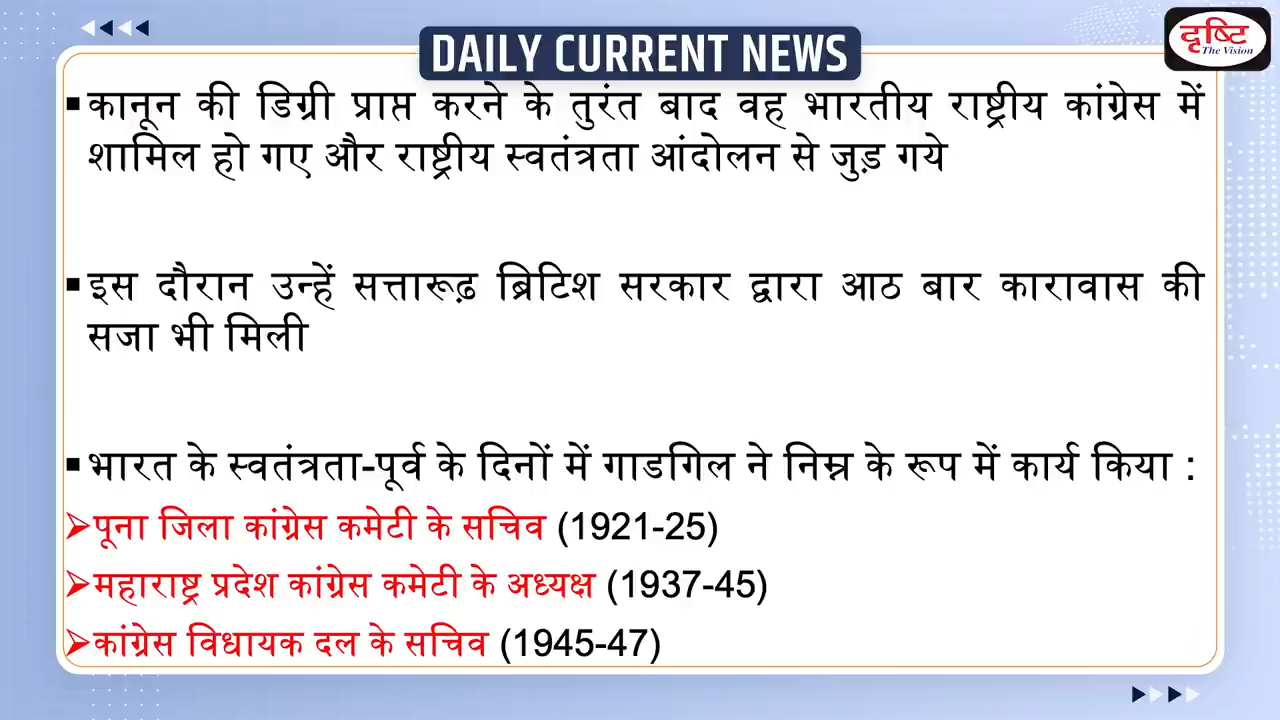 दृष्टि
The Vision
DAILY CURRENT NEWS
▪कानून की डिग्री प्राप्त करने के तुरंत बाद वह भारतीय राष्ट्रीय कांग्रेस में
शामिल हो गए और राष्ट्रीय स्वतंत्रता आंदोलन से जुड़ गये
▪इस दौरान उन्हें सत्तारूढ़ ब्रिटिश सरकार द्वारा आठ बार कारावास की
सजा भी मिली
▪भारत के स्वतंत्रता-पूर्व के दिनों में गाडगिल ने निम्न के रूप में कार्य किया :
➢पूना जिला कांग्रेस कमेटी के सचिव (1921-25)
➢महाराष्ट्र प्रदेश कांग्रेस कमेटी के अध्यक्ष (1937-45)
➢कांग्रेस विधायक दल के सचिव (1945-47)